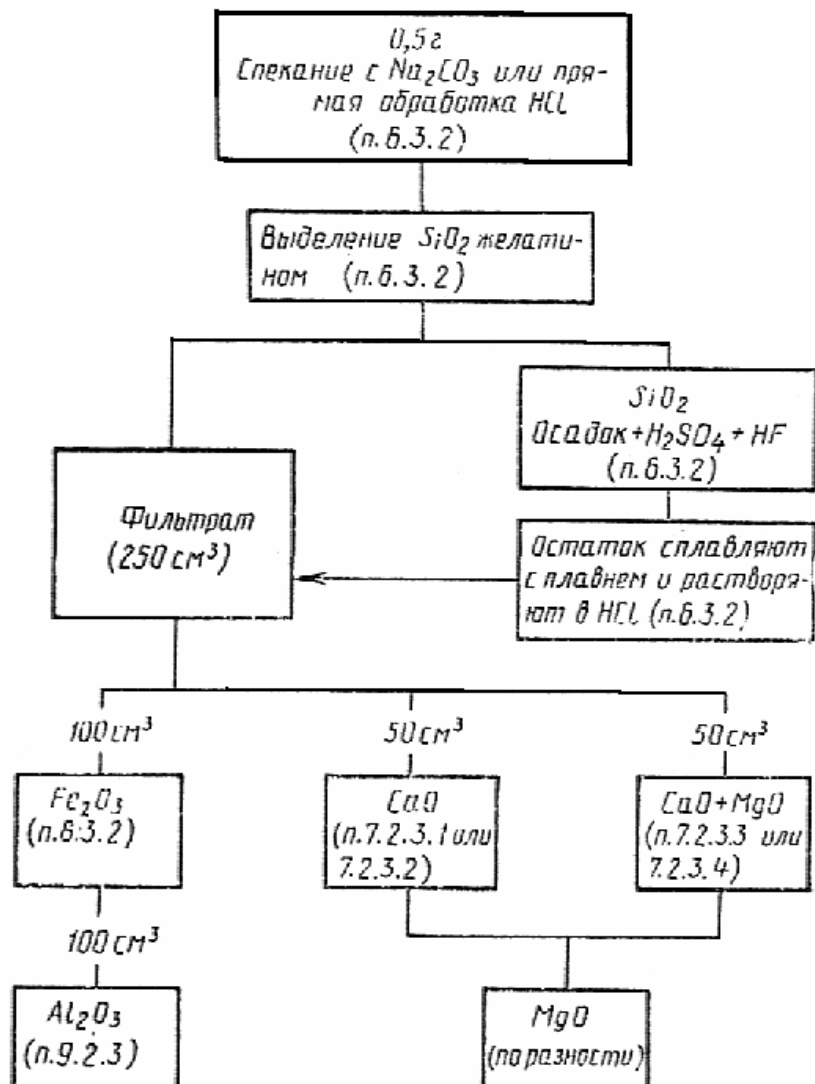 0,5г
Спекание с Na₂CO₃ или пря-
мая обработка HCl
(п.6.3.2)
Выделение SiO₂ желати-
ном (п.6.3.2)
SiO₂
Осадок+H₂SO₄+HF
(п.6.3.2)
Фильтрат
(250 см³)
Остаток сплавляют
с плавнем и растворя-
ют в HCl (п.6.3.2)
100 см³
50 см³
50 см³
Fe₂O₃
(п.8.3.2)
CaO
(п.7.2.3.1 или
7.2.3.2)
CaO+MgO
(п.7.2.3.3 или
7.2.3.4)
100 см³
Al₂O₃
(п.9.2.3)
MgO
(по разности)